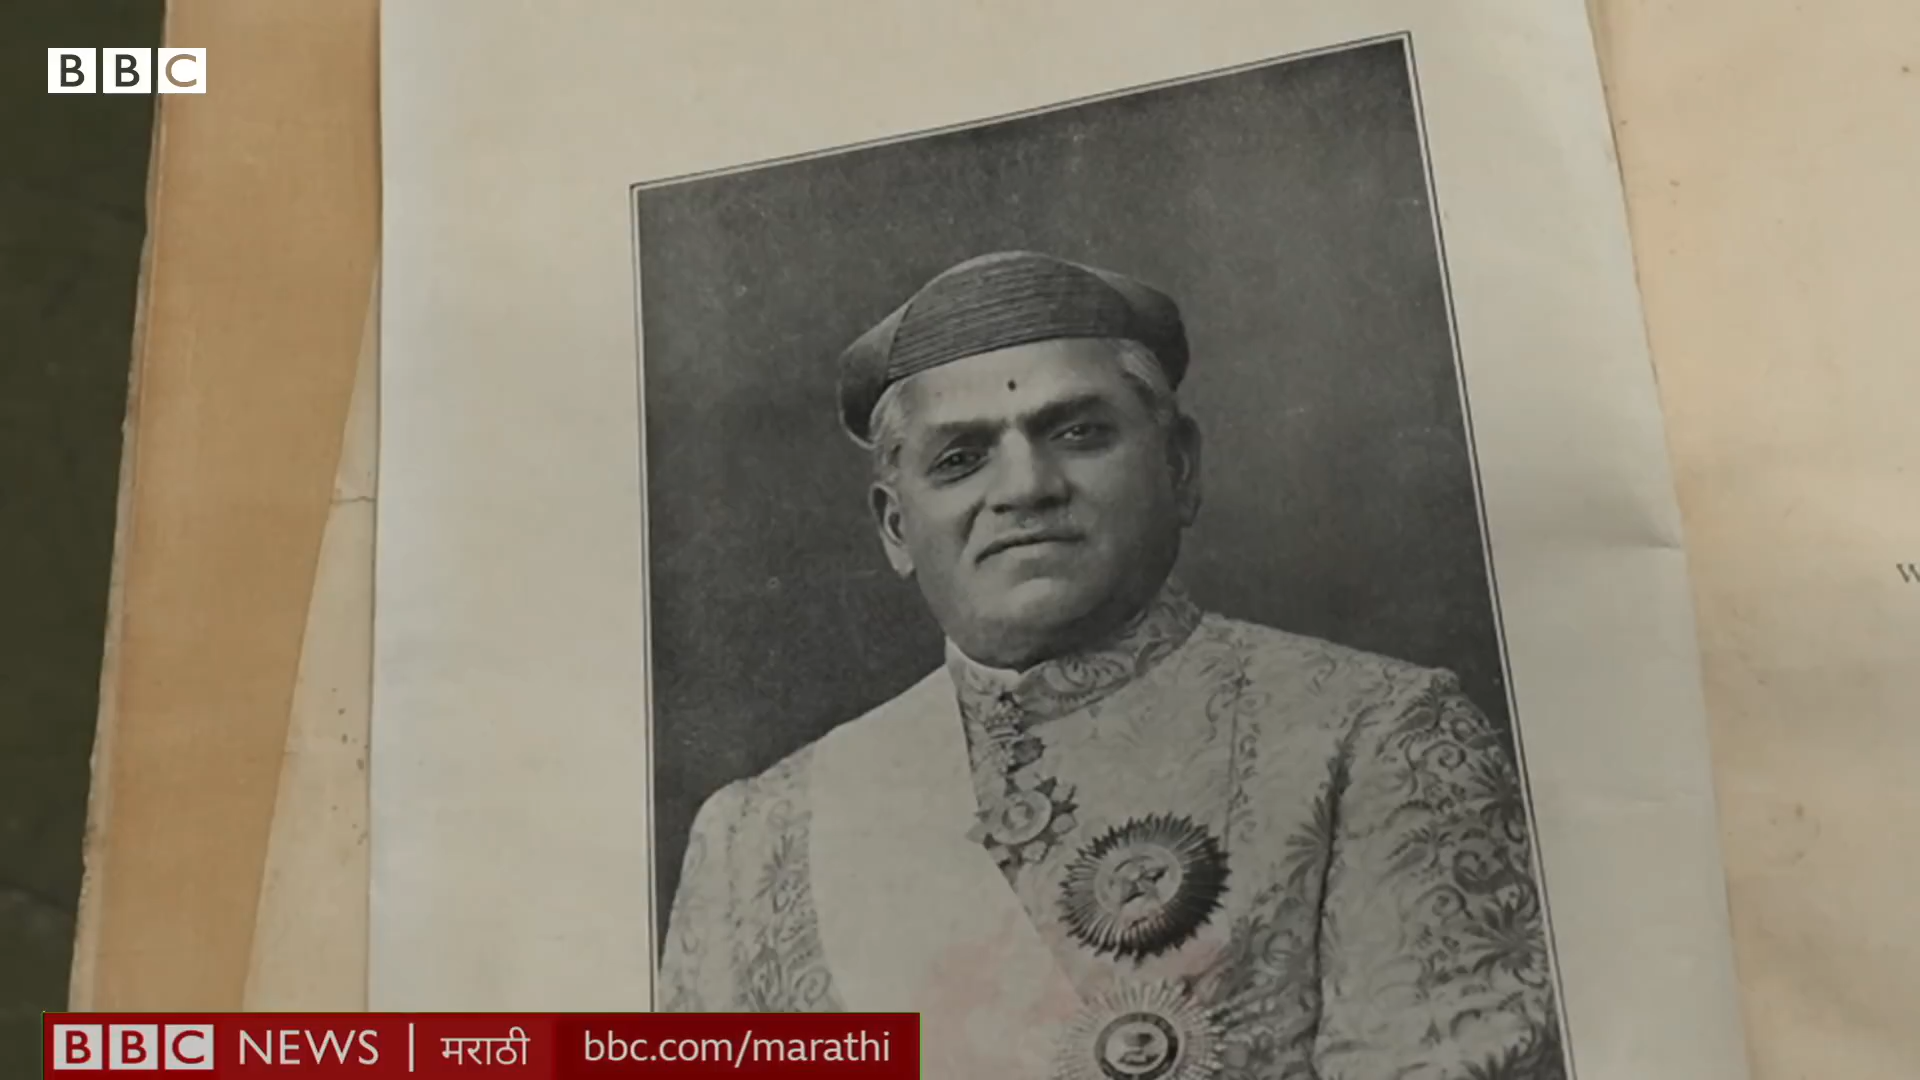 BBC
W
BBC NEWS | मराठी bbc.com/marathi